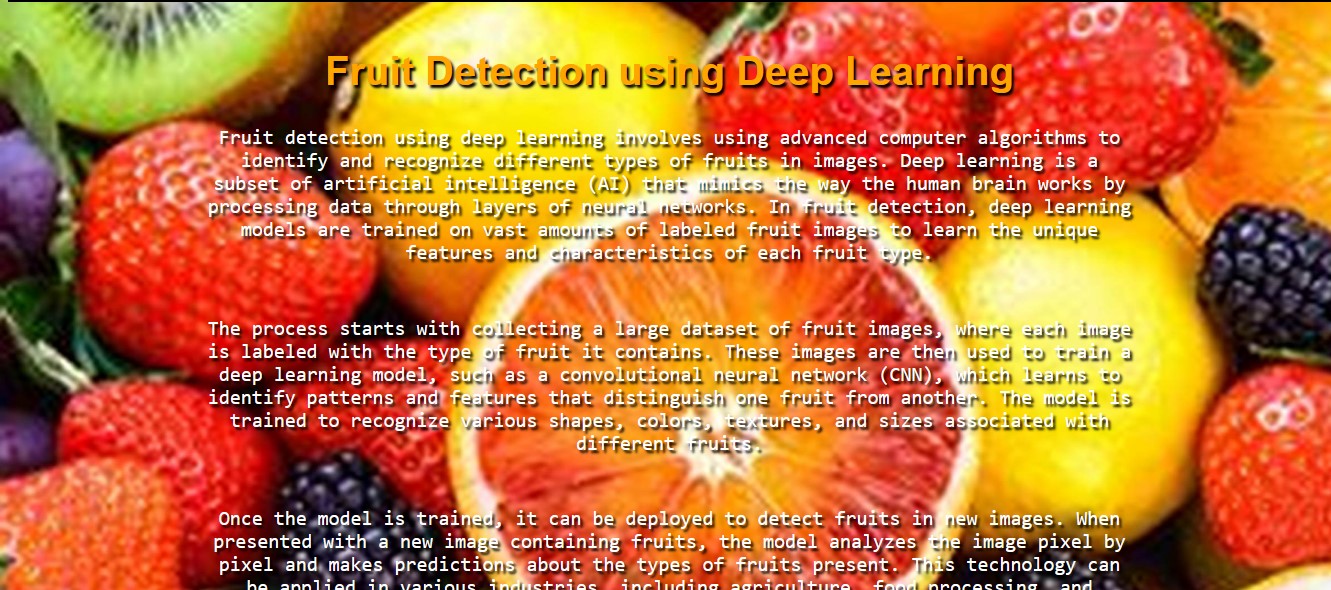 Fruit Detection using Deep Learning
Fruit detection using deep learning involves using advanced computer algorithms to
identify and recognize different types of fruits in images. Deep learning is a
subset of artificial intelligence (AI) that mimics the way the human brain works by
processing data through layers of neural networks. In fruit detection, deep learning
models are trained on vast amounts of labeled fruit images to learn the unique
features and characteristics of each fruit type.
The process starts with collecting a large dataset of fruit images, where each image
is labeled with the type of fruit it contains. These images are then used to train a
deep learning model, such as a convolutional neural network (CNN), which learns to
identify patterns and features that distinguish one fruit from another. The model is
trained to recognize various shapes, colors, textures, and sizes associated with
different fruits.
Once the model is trained, it can be deployed to detect fruits in new images. When
presented with a new image containing fruits, the model analyzes the image pixel by
pixel and makes predictions about the types of fruits present. This technology can
be applied in various industries, including agriculture, food processing, and